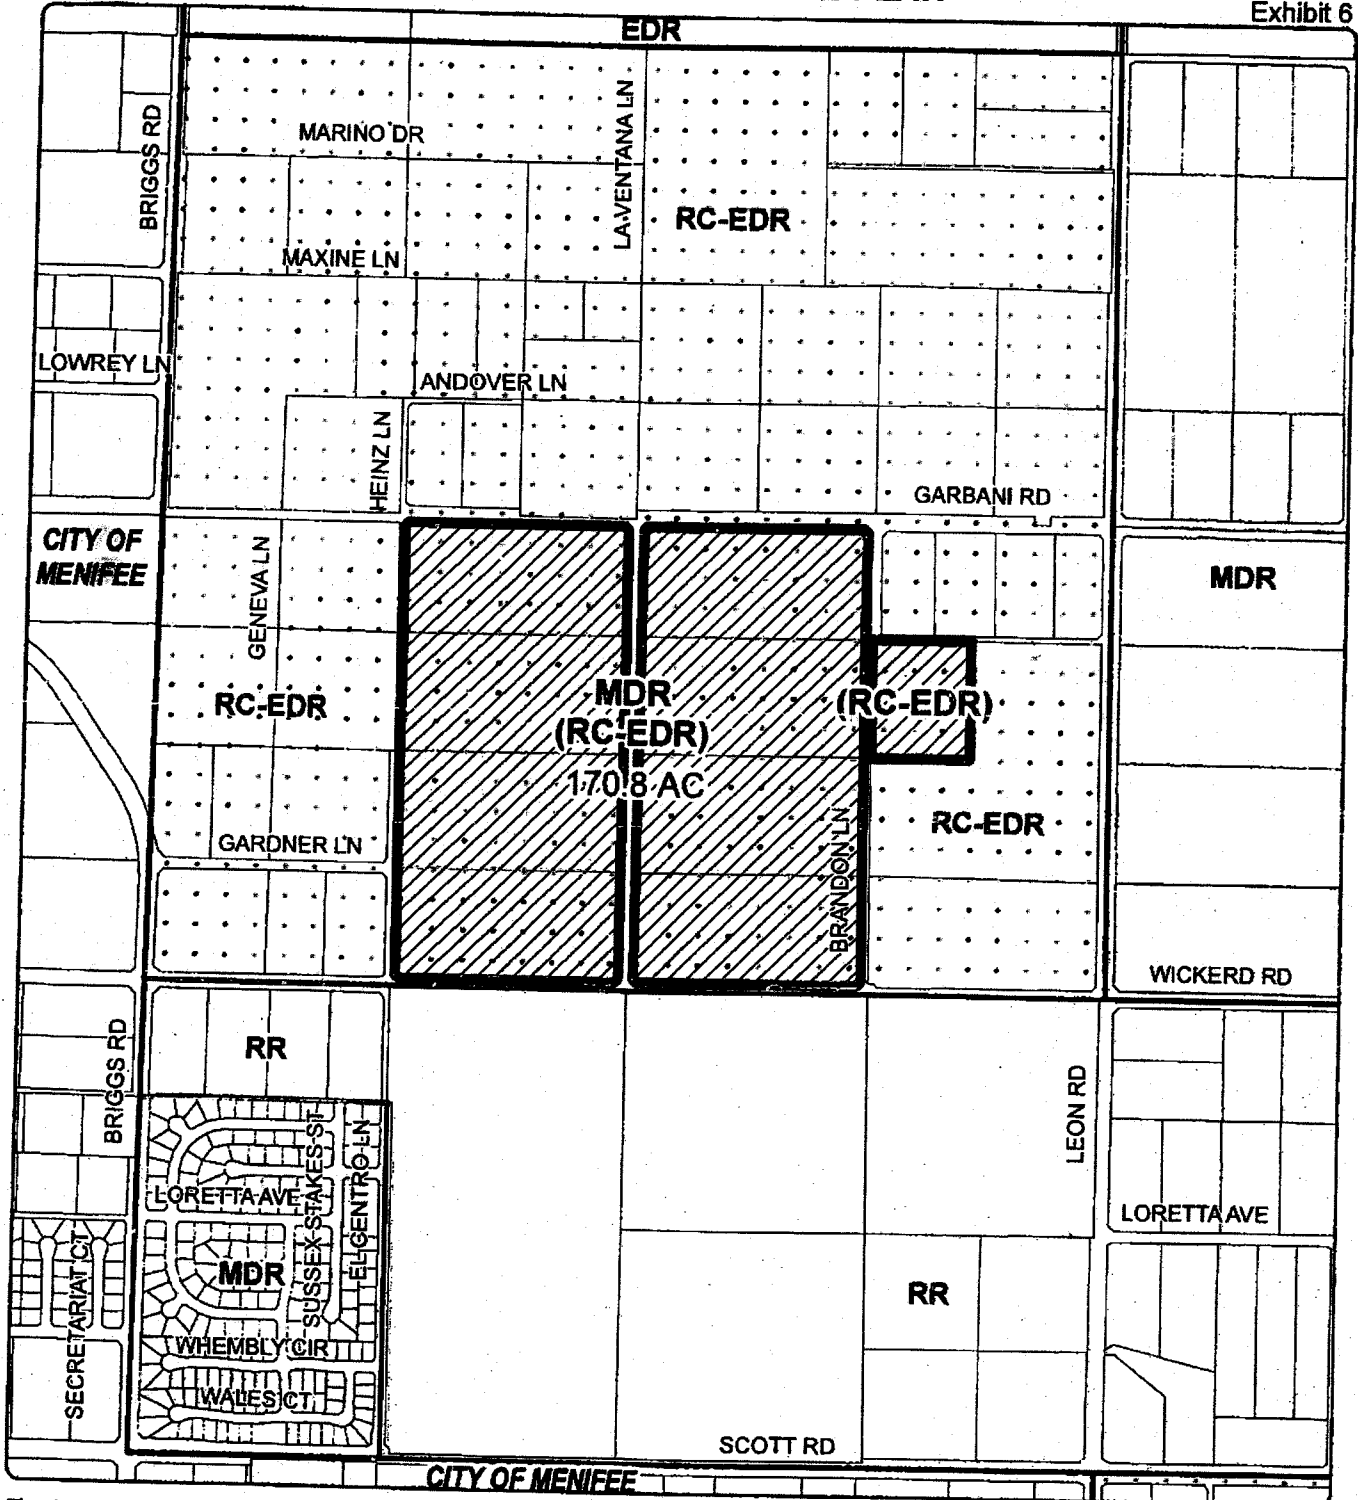 Exhibit 6
EDR
BRIGGS RD
MARINO DR
LA VENTANA LN
RC-EDR
MAXINE LN
LOWREY LN
ANDOVER LN
HEINZ LN
GARBANI RD
CITY OF
MENIFEE
GENEVA LN
MDR
RC-EDR
MDR
(RC-EDR)
170.8 AC
(RC-EDR)
RC-EDR
GARDNER LN
BRANDON LN
WICKERD RD
RR
BRIGGS RD
LEON RD
SUSSEX STAKES ST
EL CENTRO LN
LORETTA AVE
LORETTA AVE
SECRETARIAT CT
MDR
RR
WHEMBLY CIR
WALES CT
SCOTT RD
CITY OF MENIFEE